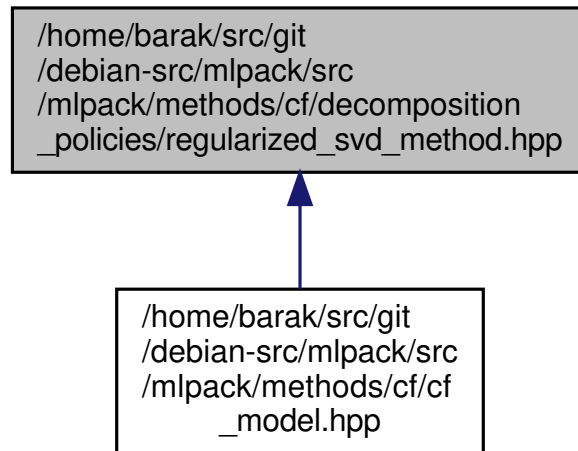 /home/barak/src/git
/debian-src/mlpack/src
/mlpack/methods/cf/decomposition
_policies/regularized_svd_method.hpp
/home/barak/src/git
/debian-src/mlpack/src
/mlpack/methods/cf/cf
_model.hpp